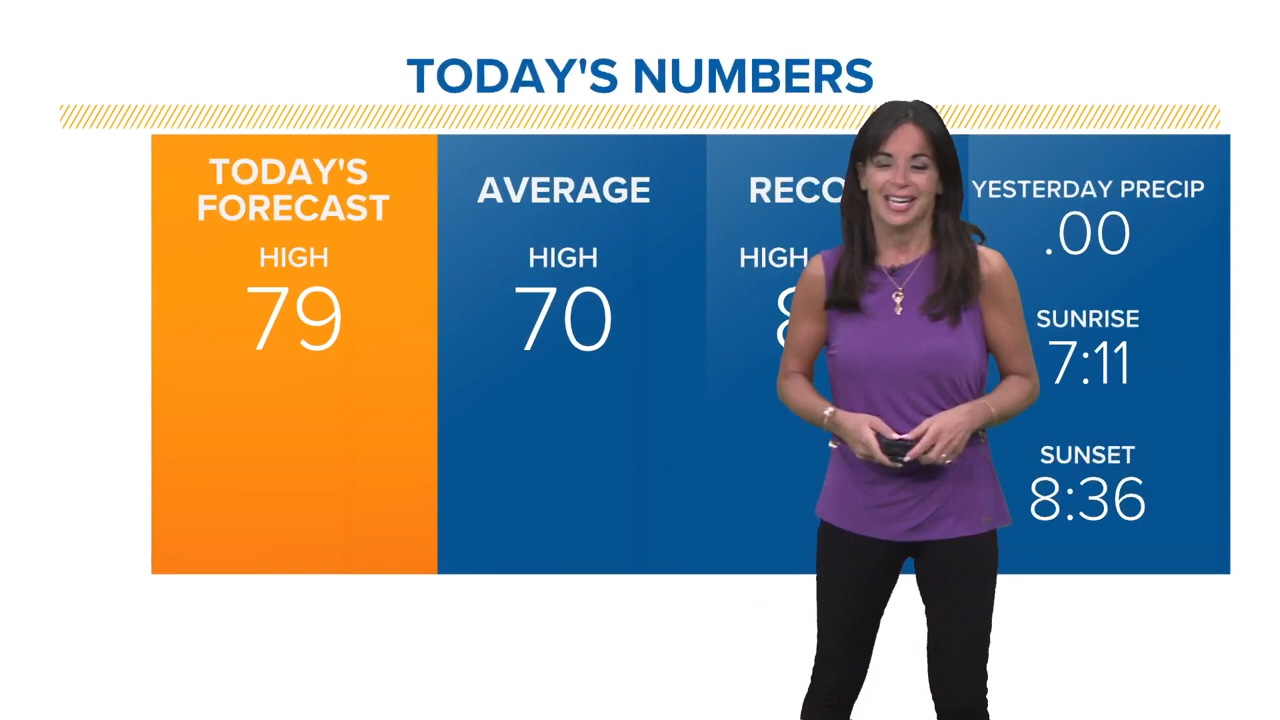 TODAY'S NUMBERS
TODAY'S
FORECAST
HIGH
79
AVERAGE
HIGH
70
HIGH
YESTERDAY PRECIP
.00
SUNRISE
7:11
SUNSET
8:36